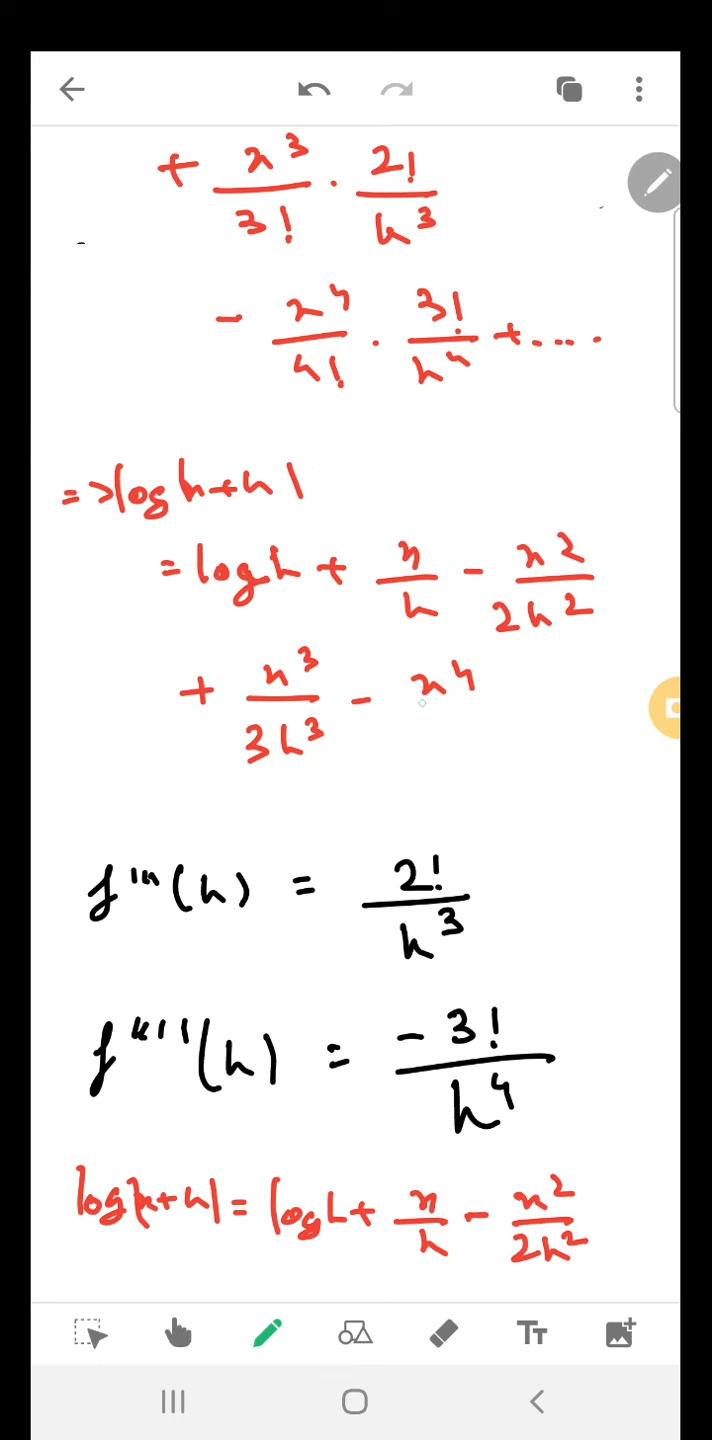 + x³/3! · 2!/h³
- x⁴/4! · 3!/h⁴ + ....
=> log|x+h|
= log h + x/h - x²/2h²
+ x³/3h³ - x⁴
f'''(h) = 2!/h³
f''''(h) = -3!/h⁴
log|x+h| = log h + x/h - x²/2h²
TT